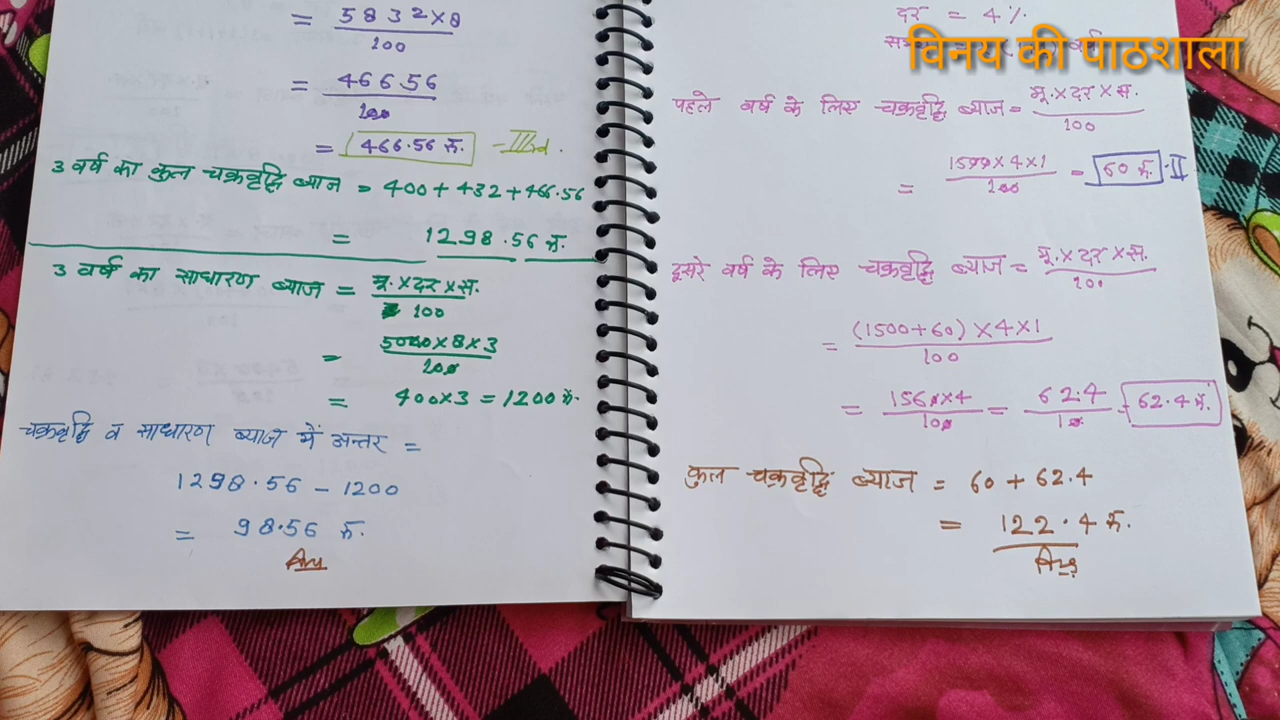 = 5832×8
100
= 46656
100
= 466.56 रु. - IIIrd.
3 वर्ष का कुल चक्रवृद्धि ब्याज = 400 + 432 + 466.56
= 1298.56 रु.
3 वर्ष का साधारण ब्याज = मू.×दर×स.
100
= 5000×8×3
100
= 400×3 = 1200 रु.
चक्रवृद्धि व साधारण ब्याज में अन्तर =
1298.56 - 1200
= 98.56 रु.
Ans
दर = 4%
विनय की पाठशाला
पहले वर्ष के लिए चक्रवृद्धि ब्याज = मू.×दर×स.
100
= 1500×4×1 = 60 रु. - II
100
दूसरे वर्ष के लिए चक्रवृद्धि ब्याज = मू.×दर×स.
100
= (1500+60)×4×1
100
= 1560×4 = 62.4 = 62.4 रु.
100 10
कुल चक्रवृद्धि ब्याज = 60 + 62.4
= 122.4 रु.
Ans